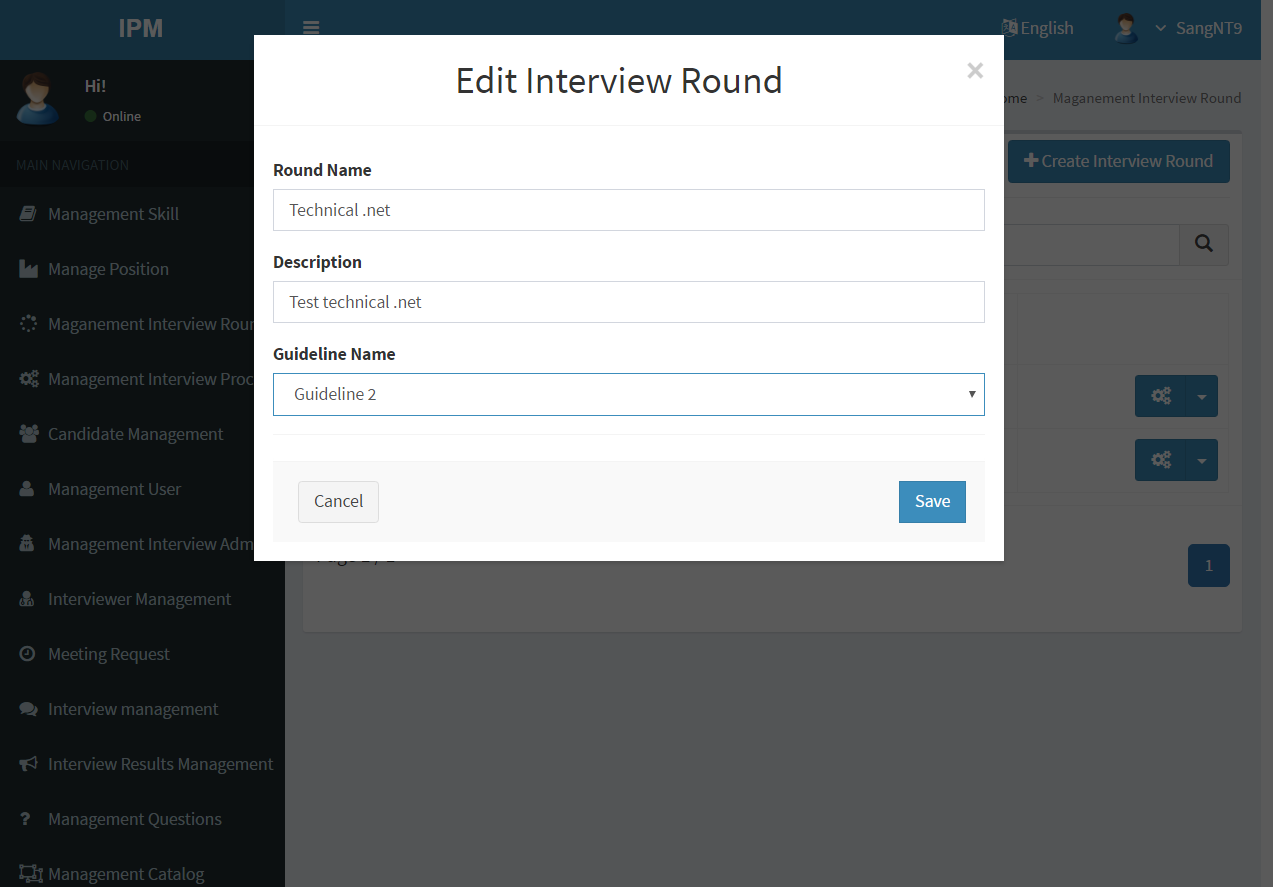 IPM
English
SangNT9
Hi!
Online
Maganement Interview Round
MAIN NAVIGATION
Create Interview Round
Management Skill
Manage Position
Maganement Interview Roun
Management Interview Proc
Candidate Management
Management User
Management Interview Adm
Interviewer Management
Meeting Request
Interview management
Interview Results Management
Management Questions
Management Catalog
Edit Interview Round
×
Round Name
Technical .net
Description
Test technical .net
Guideline Name
Guideline 2
Cancel
Save
1